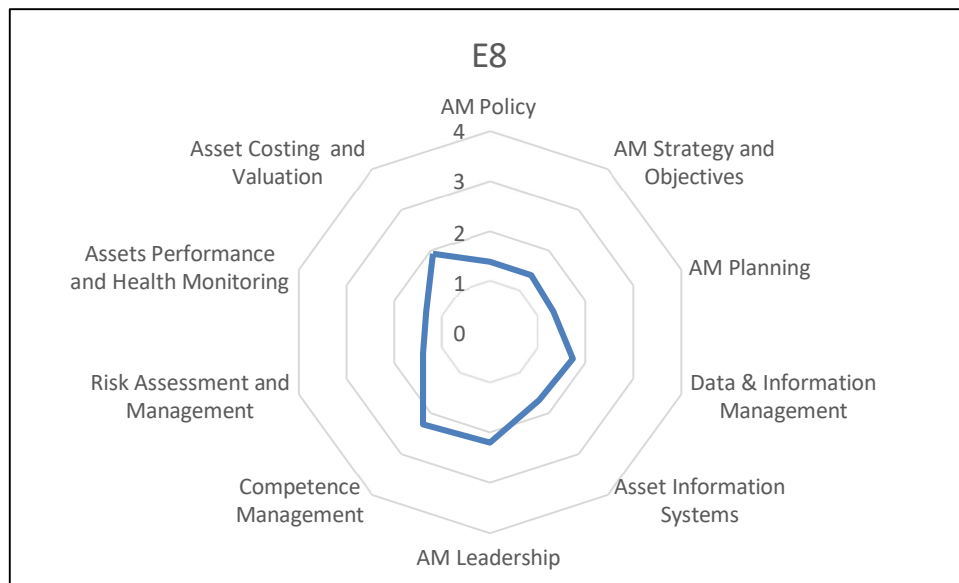 E8
AM Policy
AM Strategy and
Objectives
AM Planning
Data & Information
Management
Asset Information
Systems
AM Leadership
Competence
Management
Risk Assessment and
Management
Assets Performance
and Health Monitoring
Asset Costing and
Valuation
4
3
2
1
0